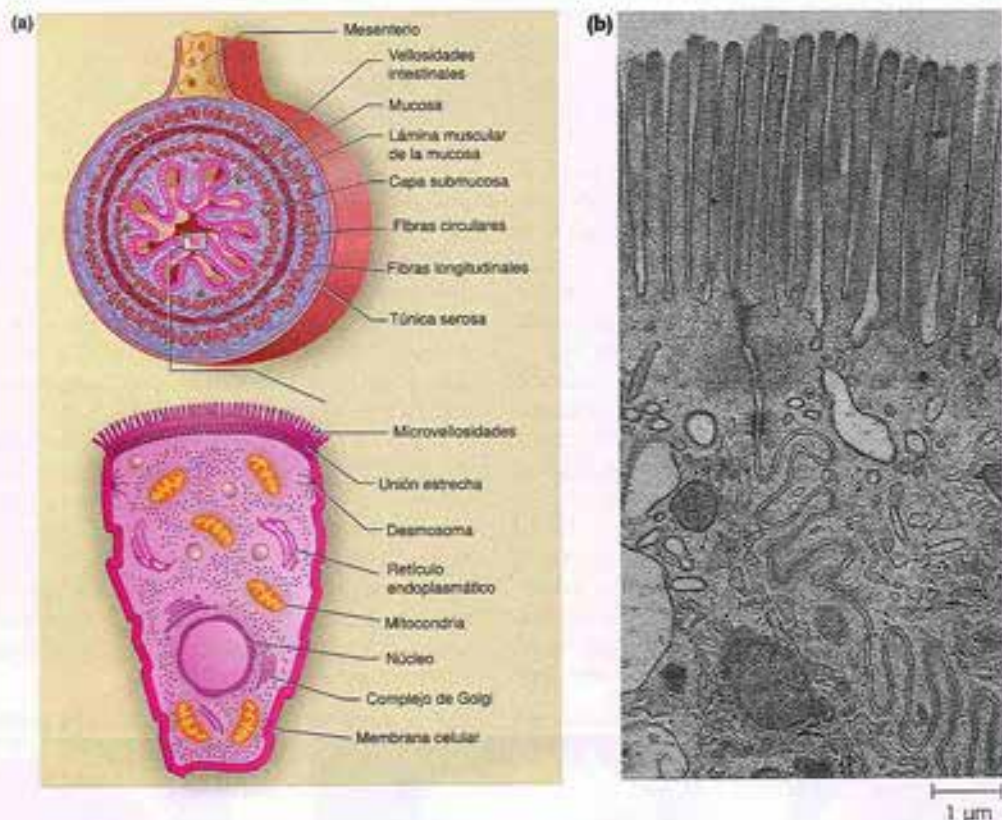 (a)
Mesenterio
Vellosidades
intestinales
Mucosa
Lámina muscular
de la mucosa
Capa submucosa
Fibras circulares
Fibras longitudinales
Túnica serosa
Microvellosidades
Unión estrecha
Desmosoma
Retículo
endoplasmático
Mitocondria
Núcleo
Complejo de Golgi
Membrana celular
(b)
1 µm